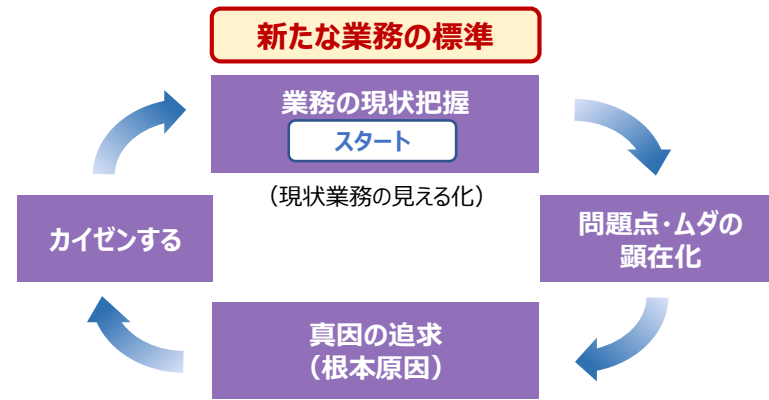 新たな業務の標準
業務の現状把握
スタート
（現状業務の見える化）
カイゼンする
問題点・ムダの
顕在化
真因の追求
（根本原因）